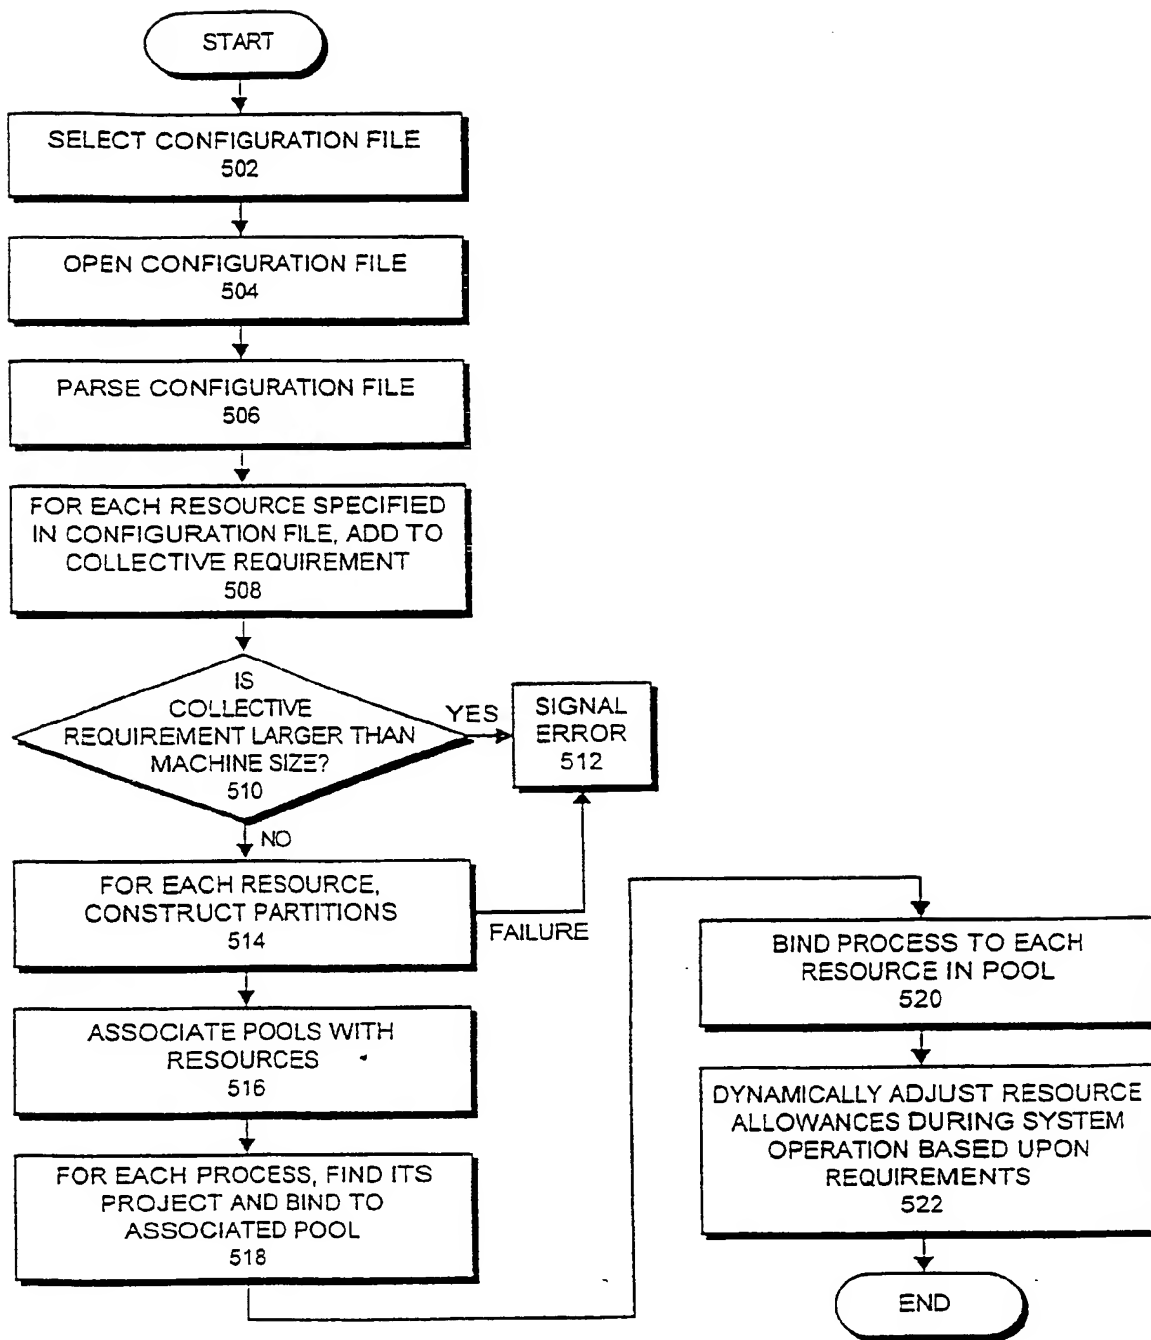 START
SELECT CONFIGURATION FILE
502
OPEN CONFIGURATION FILE
504
PARSE CONFIGURATION FILE
506
FOR EACH RESOURCE SPECIFIED
IN CONFIGURATION FILE, ADD TO
COLLECTIVE REQUIREMENT
508
IS
COLLECTIVE
REQUIREMENT LARGER THAN
MACHINE SIZE?
510
YES
SIGNAL
ERROR
512
NO
FOR EACH RESOURCE,
CONSTRUCT PARTITIONS
514
FAILURE
ASSOCIATE POOLS WITH
RESOURCES
516
FOR EACH PROCESS, FIND ITS
PROJECT AND BIND TO
ASSOCIATED POOL
518
BIND PROCESS TO EACH
RESOURCE IN POOL
520
DYNAMICALLY ADJUST RESOURCE
ALLOWANCES DURING SYSTEM
OPERATION BASED UPON
REQUIREMENTS
522
END